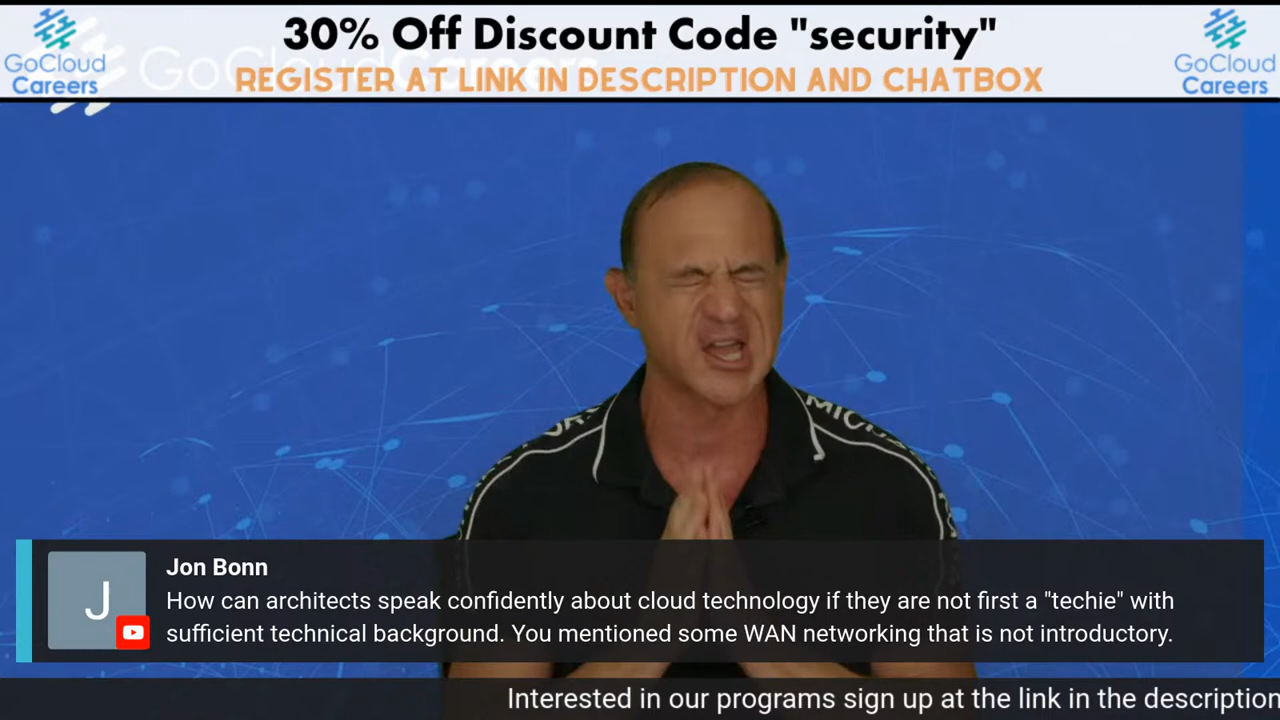 30% Off Discount Code "security"
REGISTER AT LINK IN DESCRIPTION AND CHATBOX
GoCloud
Careers
GoCloud
Careers
Jon Bonn
J
How can architects speak confidently about cloud technology if they are not first a "techie" with
sufficient technical background. You mentioned some WAN networking that is not introductory.
Interested in our programs sign up at the link in the description